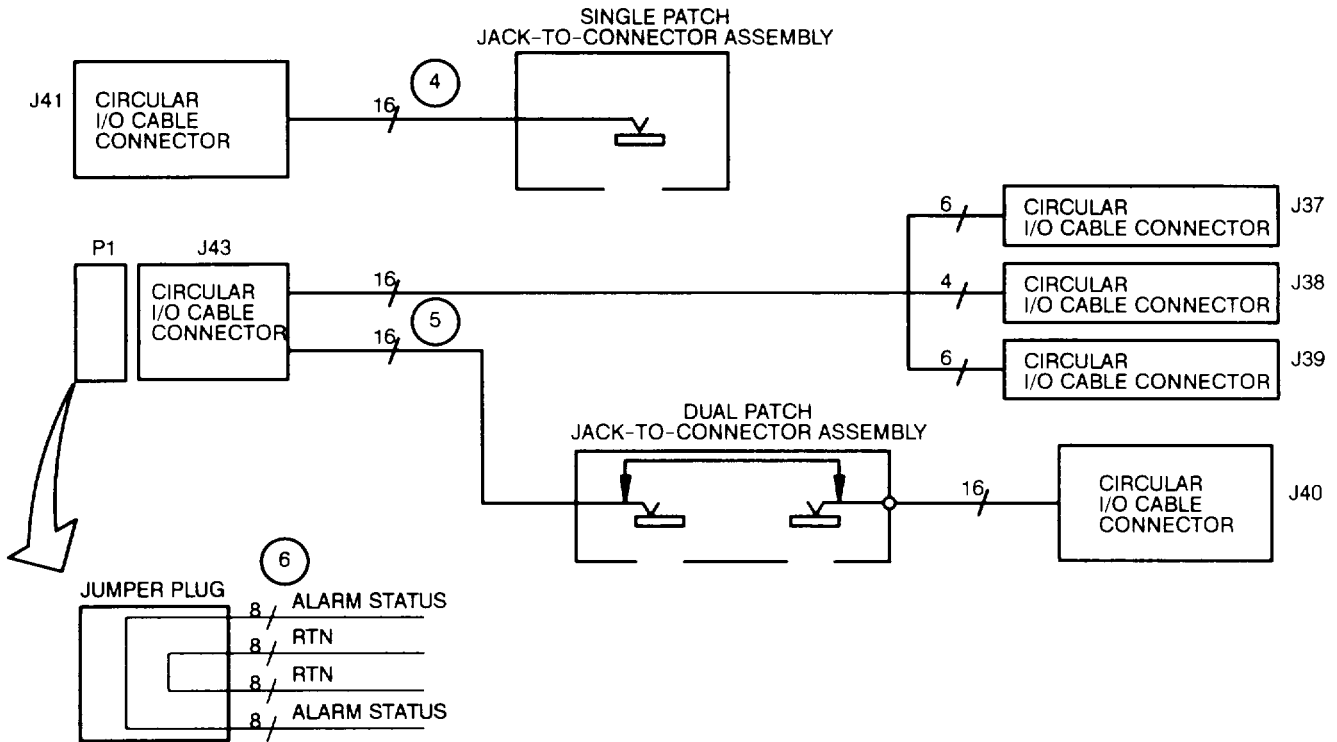 SINGLE PATCH
JACK-TO-CONNECTOR ASSEMBLY
J41
CIRCULAR
I/O CABLE
CONNECTOR
16
4
6
CIRCULAR
I/O CABLE CONNECTOR
J37
P1
J43
CIRCULAR
I/O CABLE
CONNECTOR
16
4
CIRCULAR
I/O CABLE CONNECTOR
J38
16
5
6
CIRCULAR
I/O CABLE CONNECTOR
J39
DUAL PATCH
JACK-TO-CONNECTOR ASSEMBLY
16
CIRCULAR
I/O CABLE
CONNECTOR
J40
6
JUMPER PLUG
8 ALARM STATUS
8 RTN
8 RTN
8 ALARM STATUS